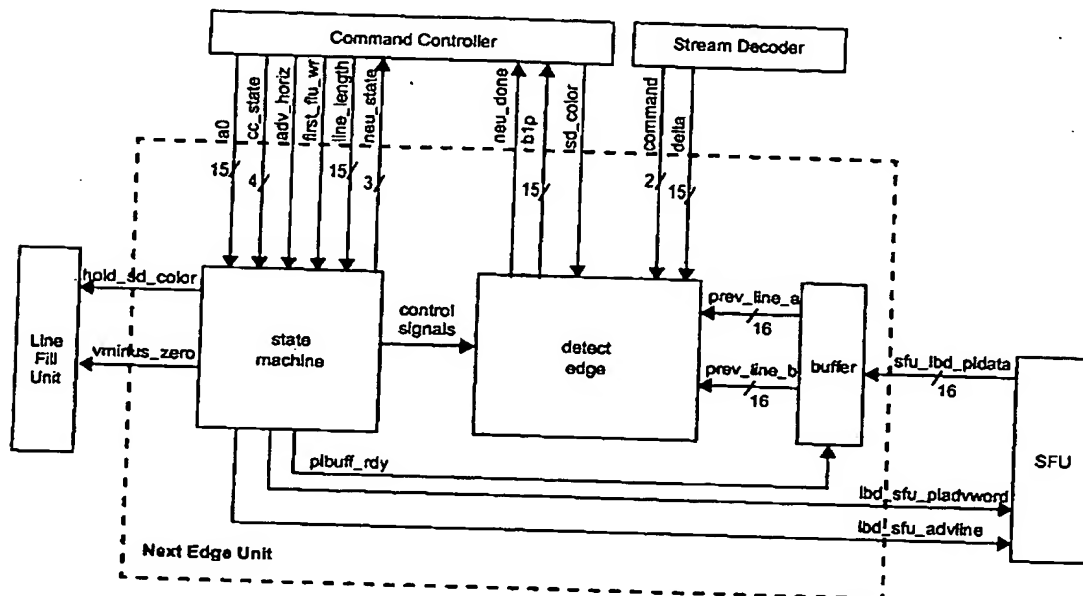 Command Controller
Stream Decoder
a0
cc_state
adv_horiz
first_flu_wr
line_length
neu_state
neu_done
b1p
sd_color
command
delta
15
4
15
3
15
2
15
Line
Fill
Unit
hold_sd_color
vminus_zero
state
machine
control
signals
detect
edge
prev_line_a
16
prev_line_b
16
buffer
sfu_lbd_pldata
16
SFU
plbuff_rdy
lbd_sfu_pladvword
lbd_sfu_advline
Next Edge Unit